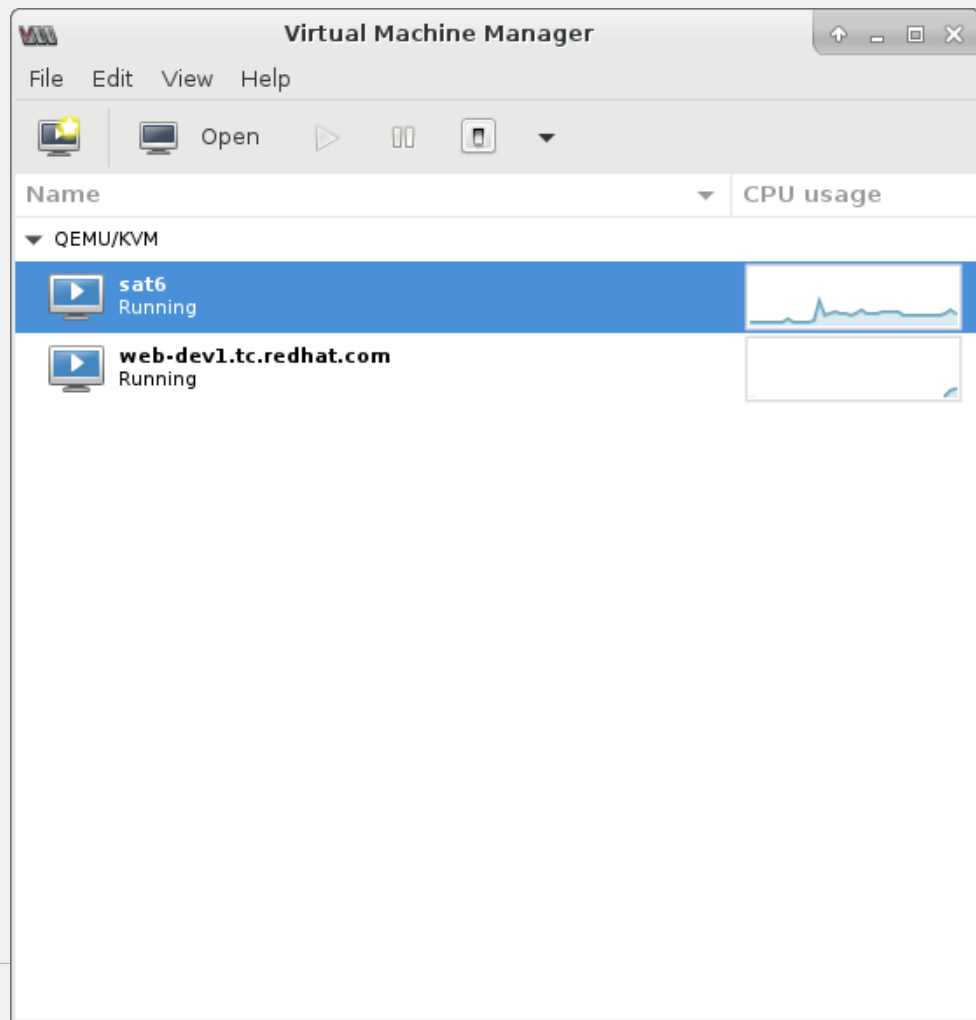 Virtual Machine Manager
File Edit View Help
Open
Name CPU usage
QEMU/KVM
sat6
Running
web-dev1.tc.redhat.com
Running